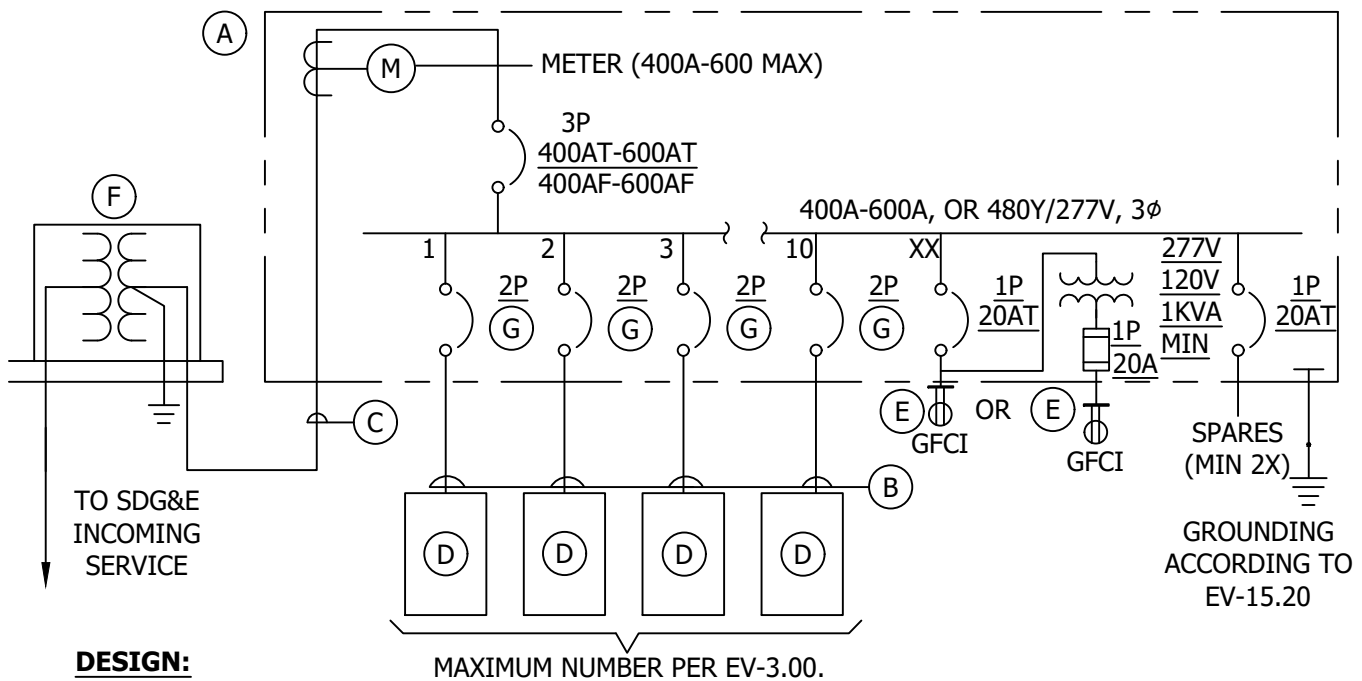 A
M
METER (400A-600 MAX)
3P
400AT-600AT
400AF-600AF
F
400A-600A, OR 480Y/277V, 3φ
1
2
3
10
XX
2P
G
2P
G
2P
G
2P
G
1P
20AT
277V
120V
1KVA
MIN
1P
20A
1P
20AT
C
E
GFCI
OR
E
GFCI
SPARES
(MIN 2X)
TO SDG&E
INCOMING
SERVICE
B
D
D
D
D
GROUNDING
ACCORDING TO
EV-15.20
DESIGN:
MAXIMUM NUMBER PER EV-3.00.